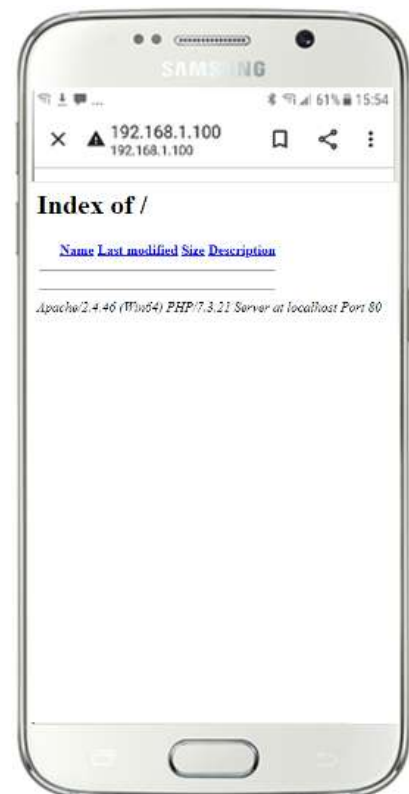 SAMSUNG
... 61% 15:54
192.168.1.100
192.168.1.100
Index of /
Name Last modified Size Description
Apache/2.4.46 (Win64) PHP/7.3.21 Server at localhost Port 80